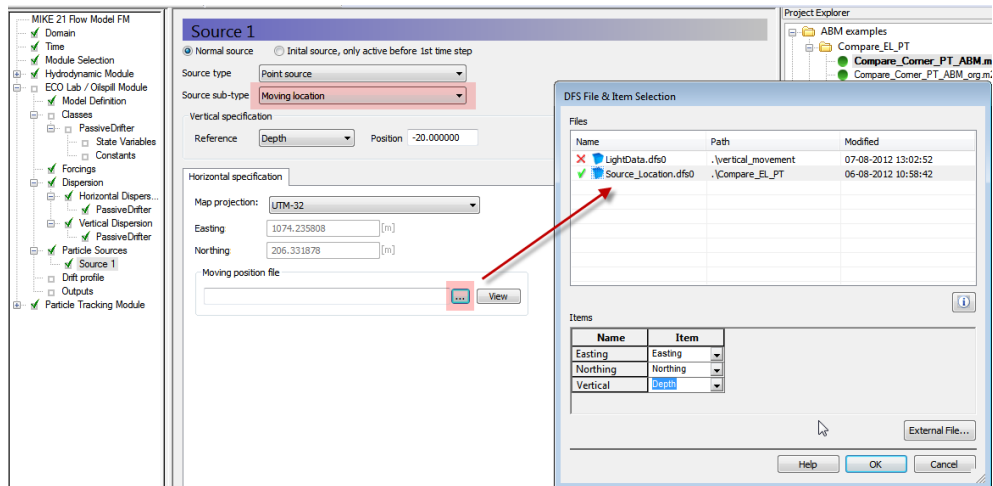 MIKE 21 Flow Model FM
Domain
Time
Module Selection
Hydrodynamic Module
ECO Lab / Oilspill Module
Model Definition
Classes
PassiveDrifter
State Variables
Constants
Forcings
Dispersion
Horizontal Dispers...
PassiveDrifter
Vertical Dispersion
PassiveDrifter
Particle Sources
Source 1
Drift profile
Outputs
Particle Tracking Module
Source 1
Normal source Inital source, only active before 1st time step
Source type Point source
Source sub-type Moving location
Vertical specification
Reference Depth Position -20.000000
Horizontal specification
Map projection: UTM-32
Easting 1074.235808 [m]
Northing 206.331878 [m]
Moving position file
... View
Project Explorer
ABM examples
Compare_EL_PT
Compare_Corner_PT_ABM.m
Compare_Corner_PT_ABM_org.m2
DFS File & Item Selection
Files
Name Path Modified
LightData.dfs0 .\vertical_movement 07-08-2012 13:02:52
Source_Location.dfs0 .\Compare_EL_PT 06-08-2012 10:58:42
Items
Name Item
Easting Easting
Northing Northing
Vertical Depth
External File...
Help OK Cancel